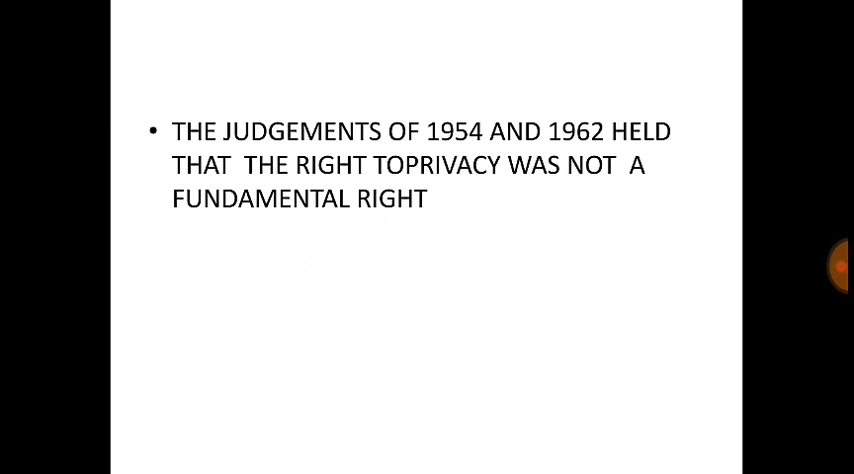 • THE JUDGEMENTS OF 1954 AND 1962 HELD
THAT THE RIGHT TOPRIVACY WAS NOT A
FUNDAMENTAL RIGHT